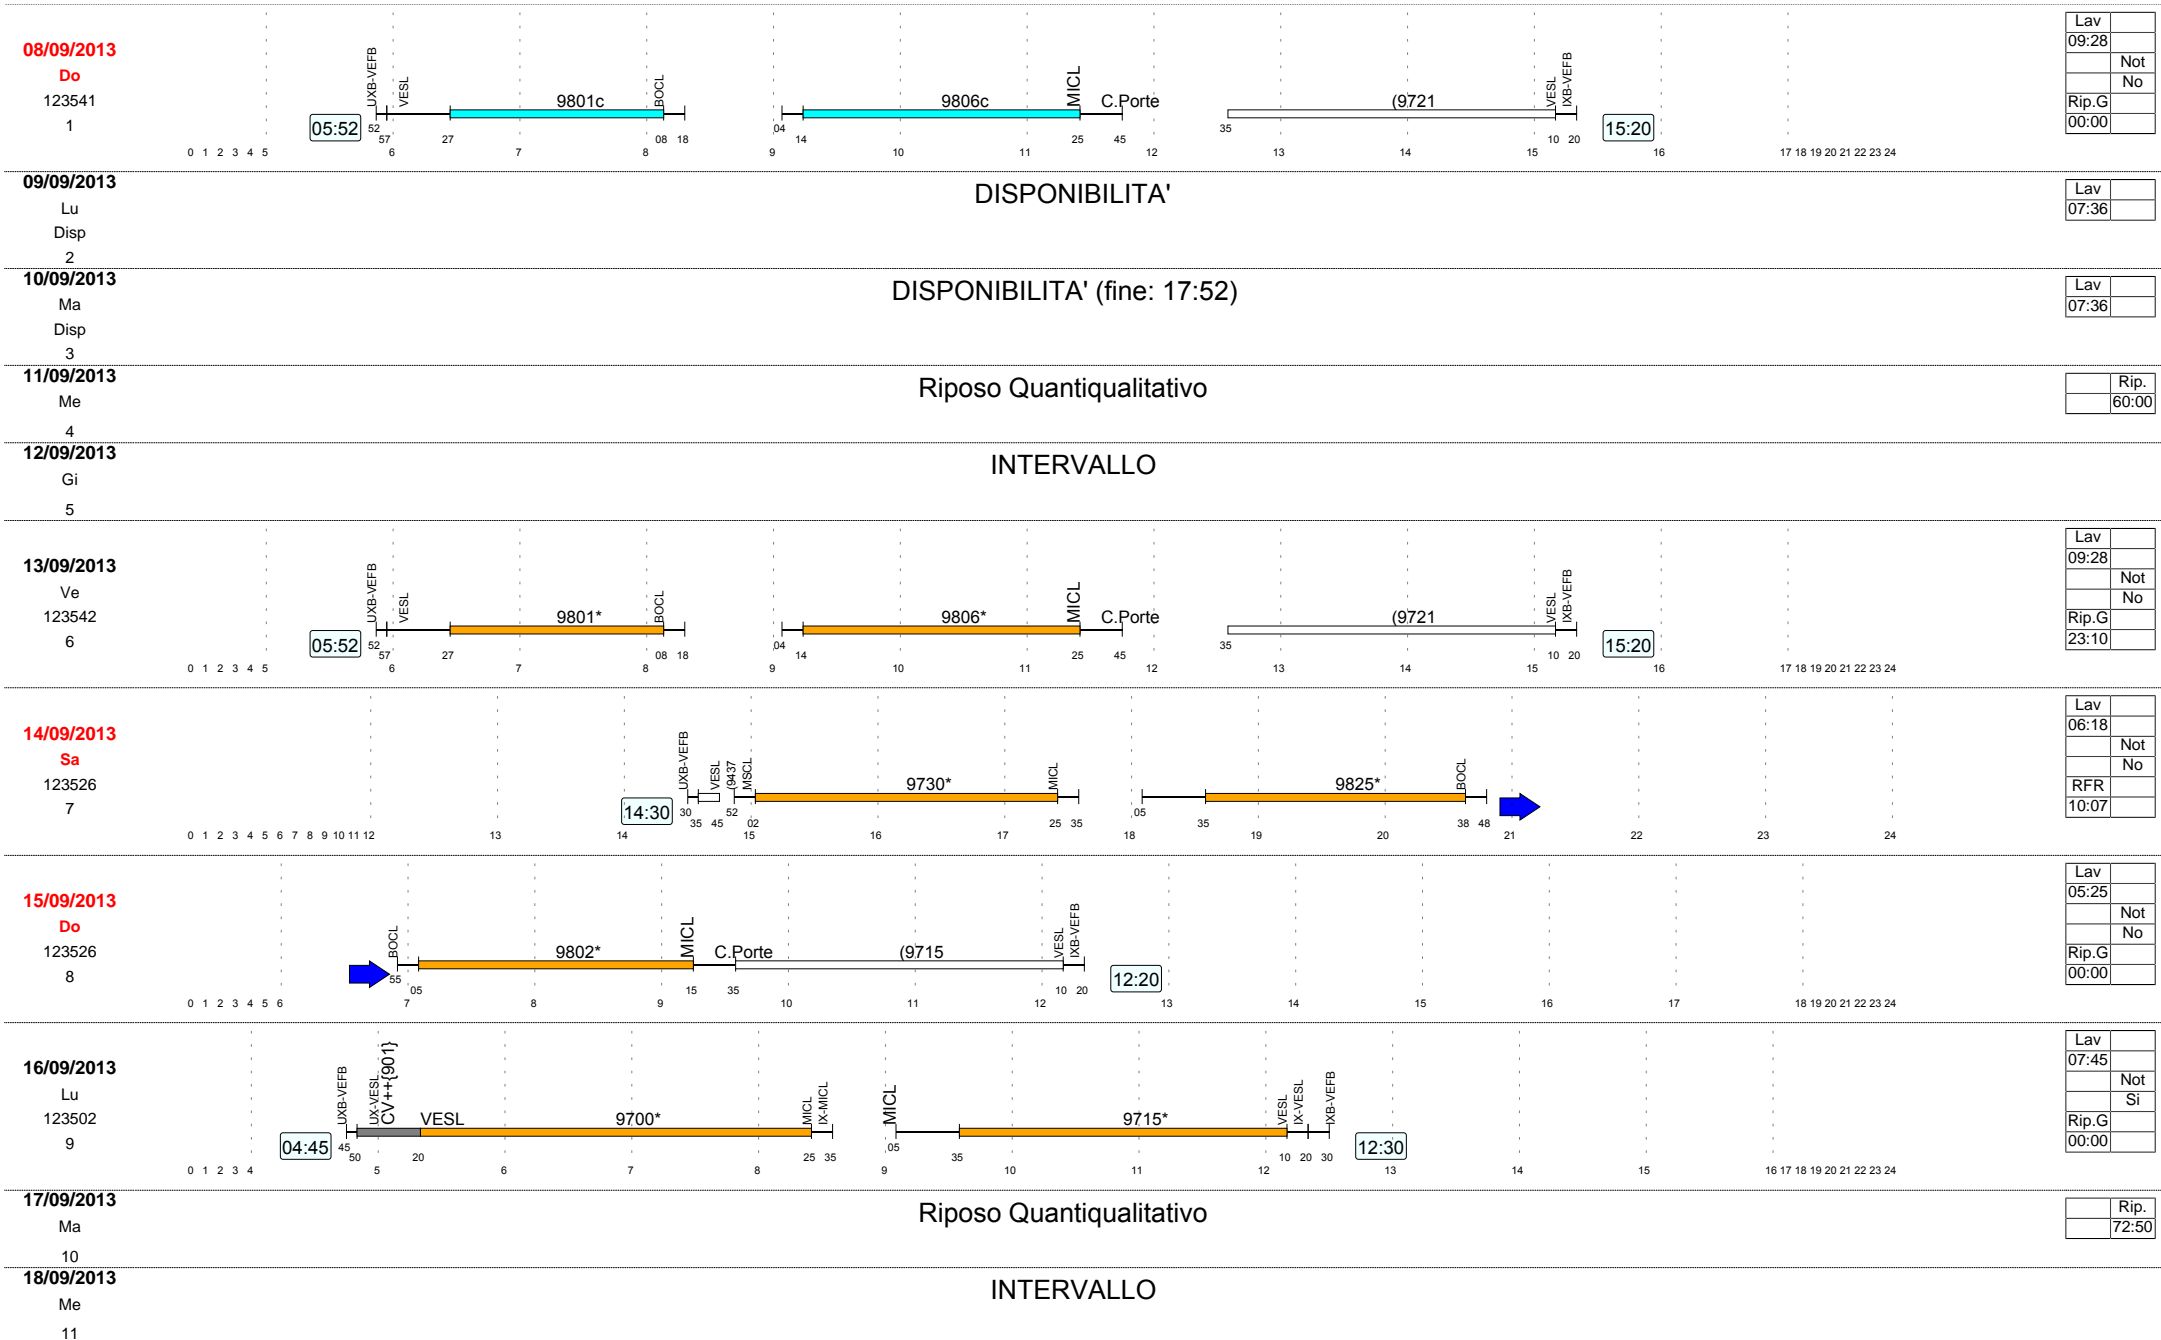 08/09/2013
Do
123541
1
05:52
UXB-VEFB
VESL
9801c
BOCL
9806c
MICL
C.Porte
(9721
VESL
IXB-VEFB
15:20
52 57 27 08 18 04 14 25 45 35 10 20
0 1 2 3 4 5 6 7 8 9 10 11 12 13 14 15 16 17 18 19 20 21 22 23 24
Lav
09:28
Not
No
Rip.G
00:00
09/09/2013
Lu
Disp
2
DISPONIBILITA'
Lav
07:36
10/09/2013
Ma
Disp
3
DISPONIBILITA' (fine: 17:52)
Lav
07:36
11/09/2013
Me
4
Riposo Quantiqualitativo
Rip.
60:00
12/09/2013
Gi
5
INTERVALLO
13/09/2013
Ve
123542
6
05:52
UXB-VEFB
VESL
9801*
BOCL
9806*
MICL
C.Porte
(9721
VESL
IXB-VEFB
15:20
52 57 27 08 18 04 14 25 45 35 10 20
0 1 2 3 4 5 6 7 8 9 10 11 12 13 14 15 16 17 18 19 20 21 22 23 24
Lav
09:28
Not
No
Rip.G
23:10
14/09/2013
Sa
123526
7
14:30
UXB-VEFB
VESL
(9437
MSCL
9730*
MICL
9825*
BOCL
30 35 45 52 02 25 35 05 35 38 48
0 1 2 3 4 5 6 7 8 9 10 11 12 13 14 15 16 17 18 19 20 21 22 23 24
Lav
06:18
Not
No
RFR
10:07
15/09/2013
Do
123526
8
BOCL
9802*
MICL
C.Porte
(9715
VESL
IXB-VEFB
12:20
55 05 15 35 10 20
0 1 2 3 4 5 6 7 8 9 10 11 12 13 14 15 16 17 18 19 20 21 22 23 24
Lav
05:25
Not
No
Rip.G
00:00
16/09/2013
Lu
123502
9
04:45
UXB-VEFB
UX-VESL
CV++{901}
VESL
9700*
MICL
IX-MICL
MICL
9715*
VESL
IX-VESL
IXB-VEFB
12:30
45 50 20 25 35 05 35 10 20 30
0 1 2 3 4 5 6 7 8 9 10 11 12 13 14 15 16 17 18 19 20 21 22 23 24
Lav
07:45
Not
Si
Rip.G
00:00
17/09/2013
Ma
10
Riposo Quantiqualitativo
Rip.
72:50
18/09/2013
Me
11
INTERVALLO